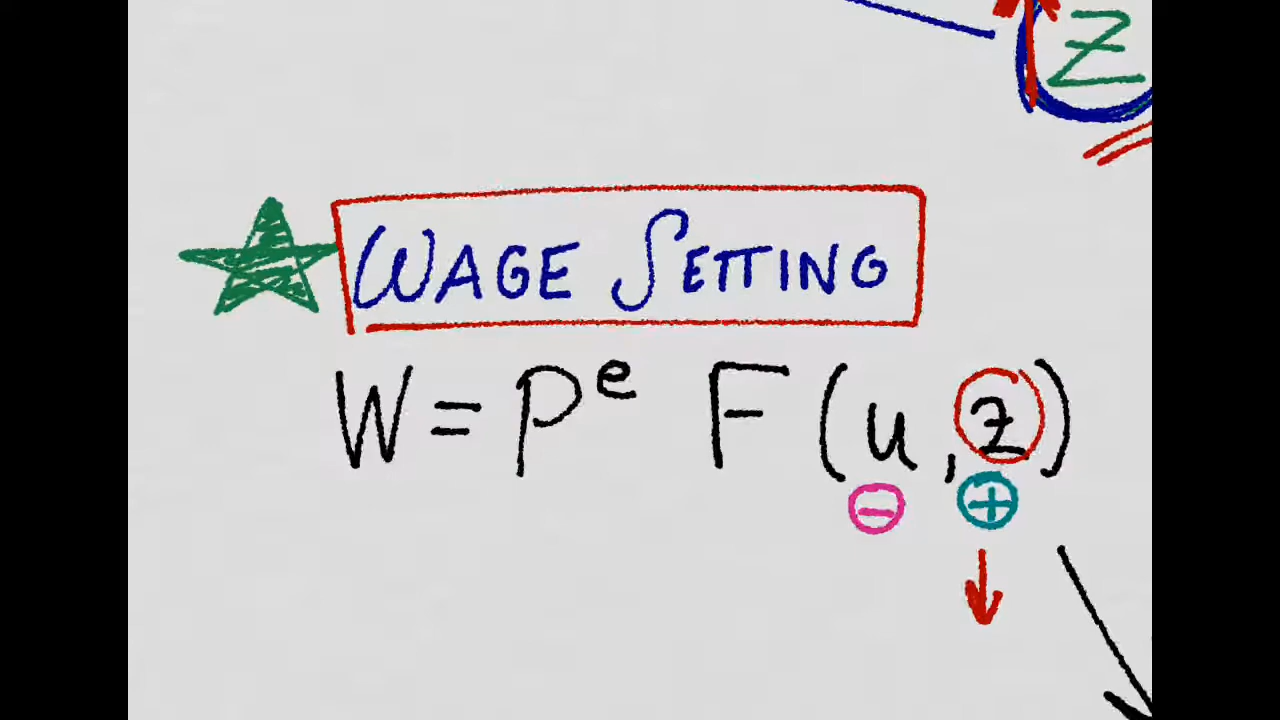 Z
WAGE SETTING
W = P^e F (u, z)
⊖ ⊕